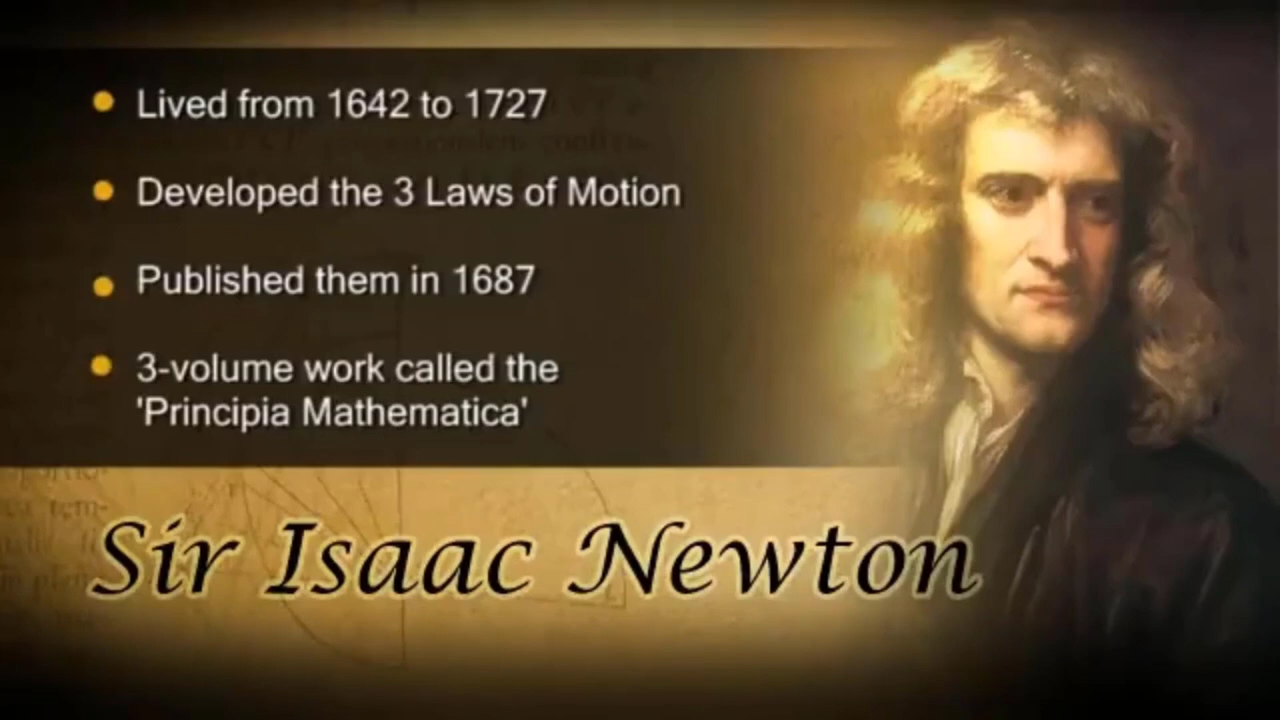 Lived from 1642 to 1727
Developed the 3 Laws of Motion
Published them in 1687
3-volume work called the
'Principia Mathematica'
Sir Isaac Newton